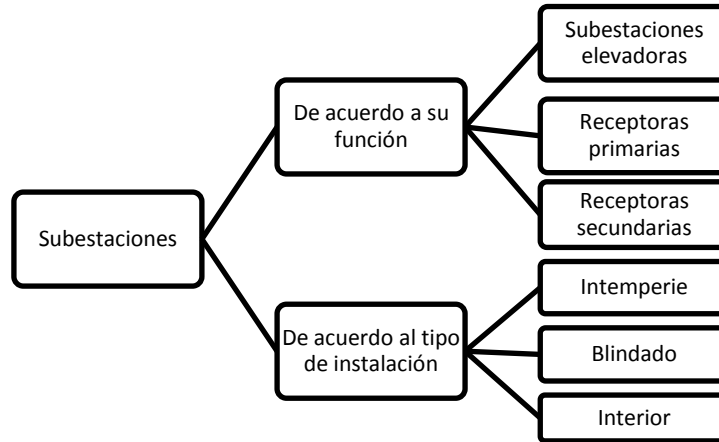 Subestaciones
De acuerdo a su
función
Subestaciones
elevadoras
Receptoras
primarias
Receptoras
secundarias
De acuerdo al tipo
de instalación
Intemperie
Blindado
Interior